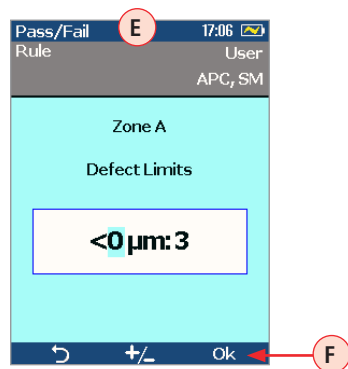 Pass/Fail E 17:06
Rule User
APC, SM
Zone A
Defect Limits
<0 µm: 3
+/- Ok F